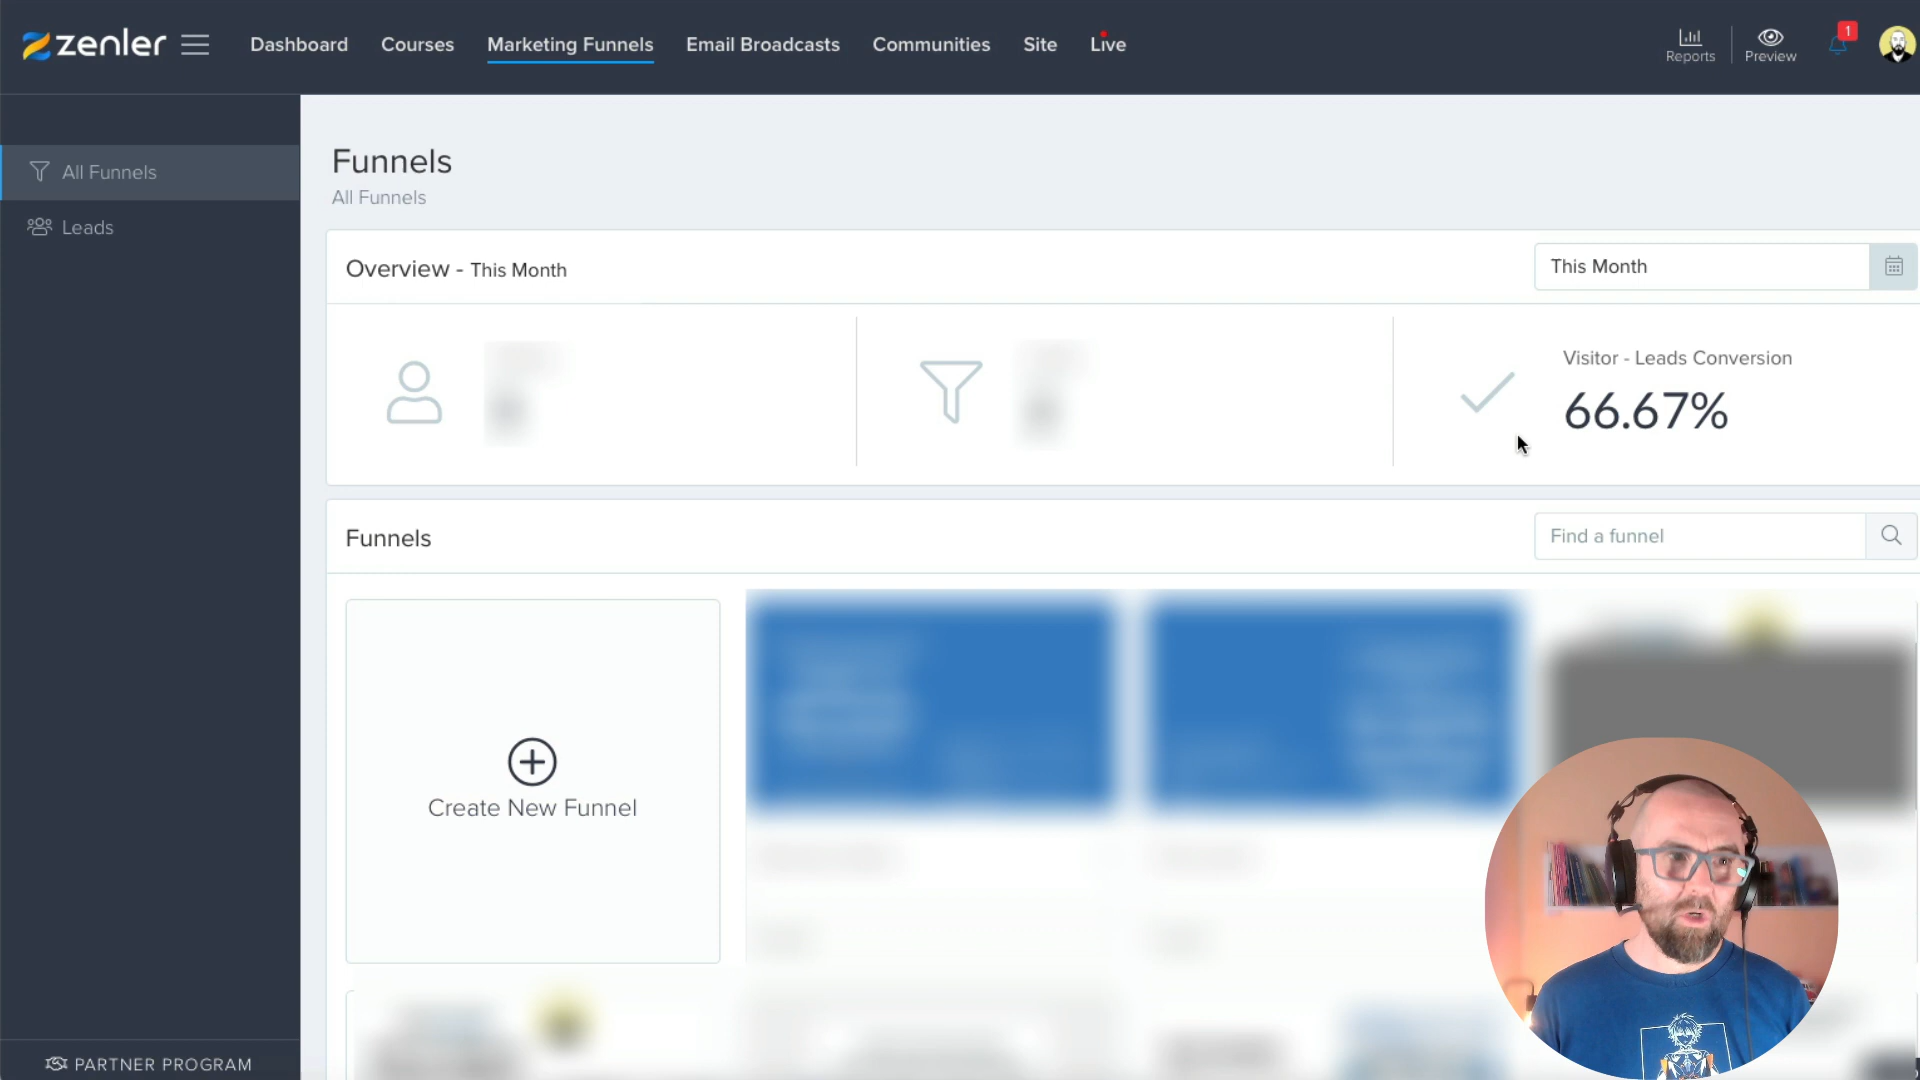 zenler
Dashboard
Courses
Marketing Funnels
Email Broadcasts
Communities
Site
Live
Reports
Preview
1
All Funnels
Leads
PARTNER PROGRAM
Funnels
All Funnels
Overview - This Month
This Month
Visitor - Leads Conversion
66.67%
Funnels
Find a funnel
Create New Funnel